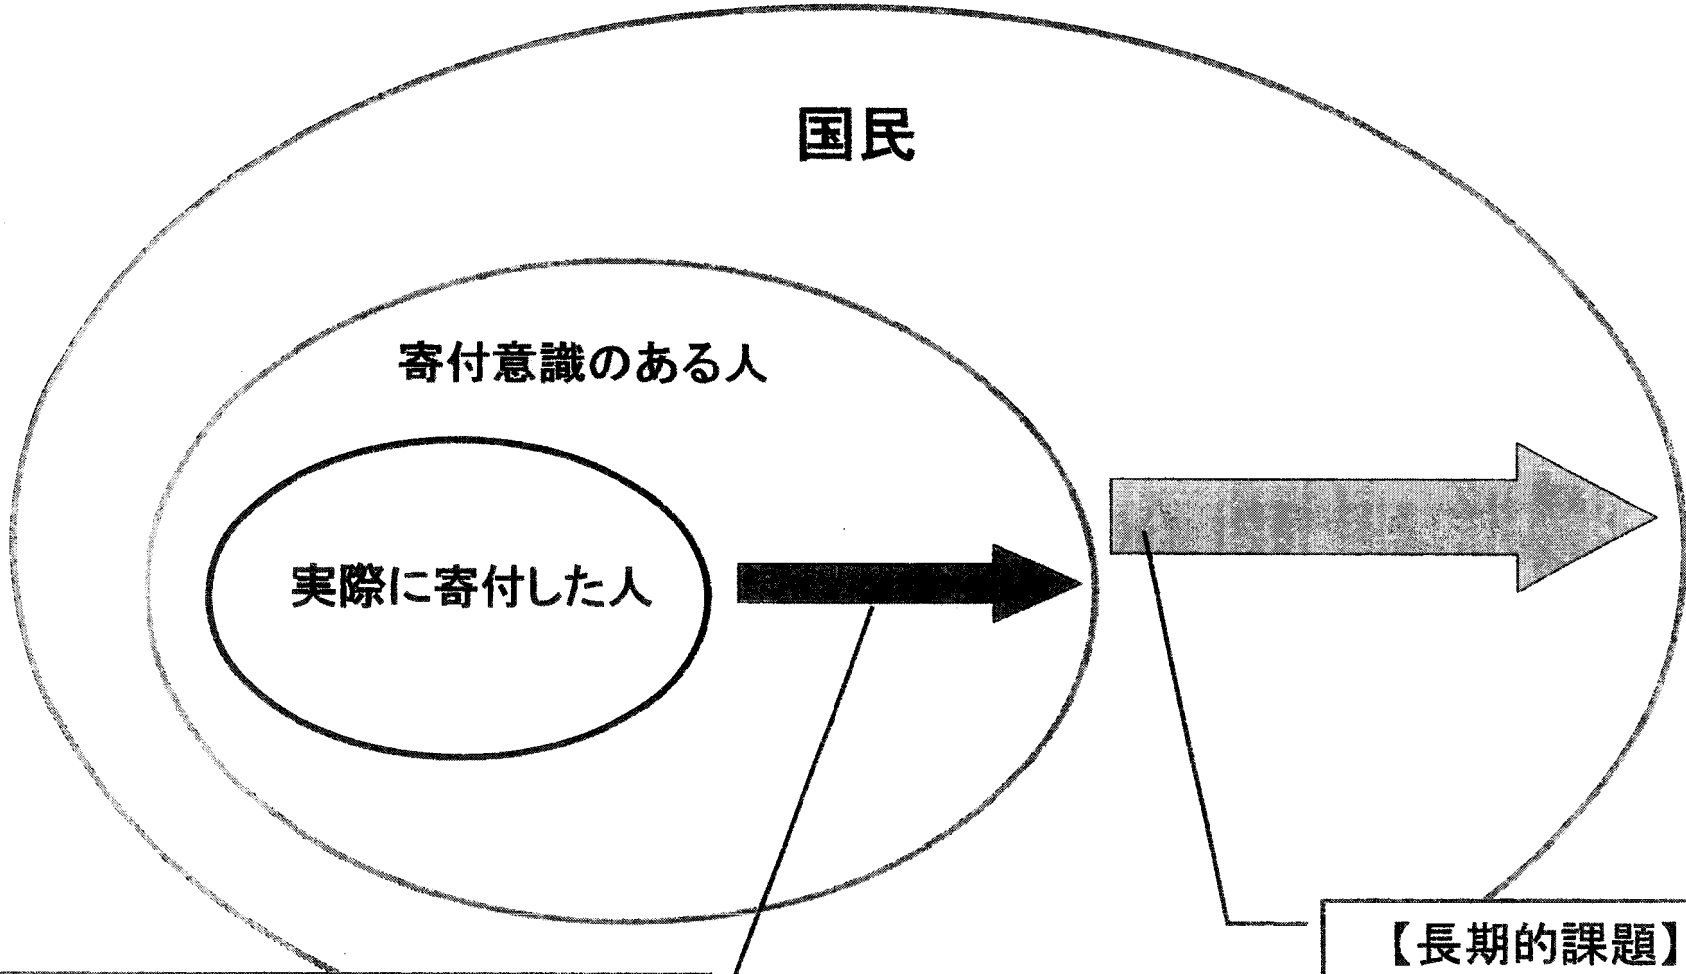 国民
寄付意識のある人
実際に寄付した人
【長期的課題】